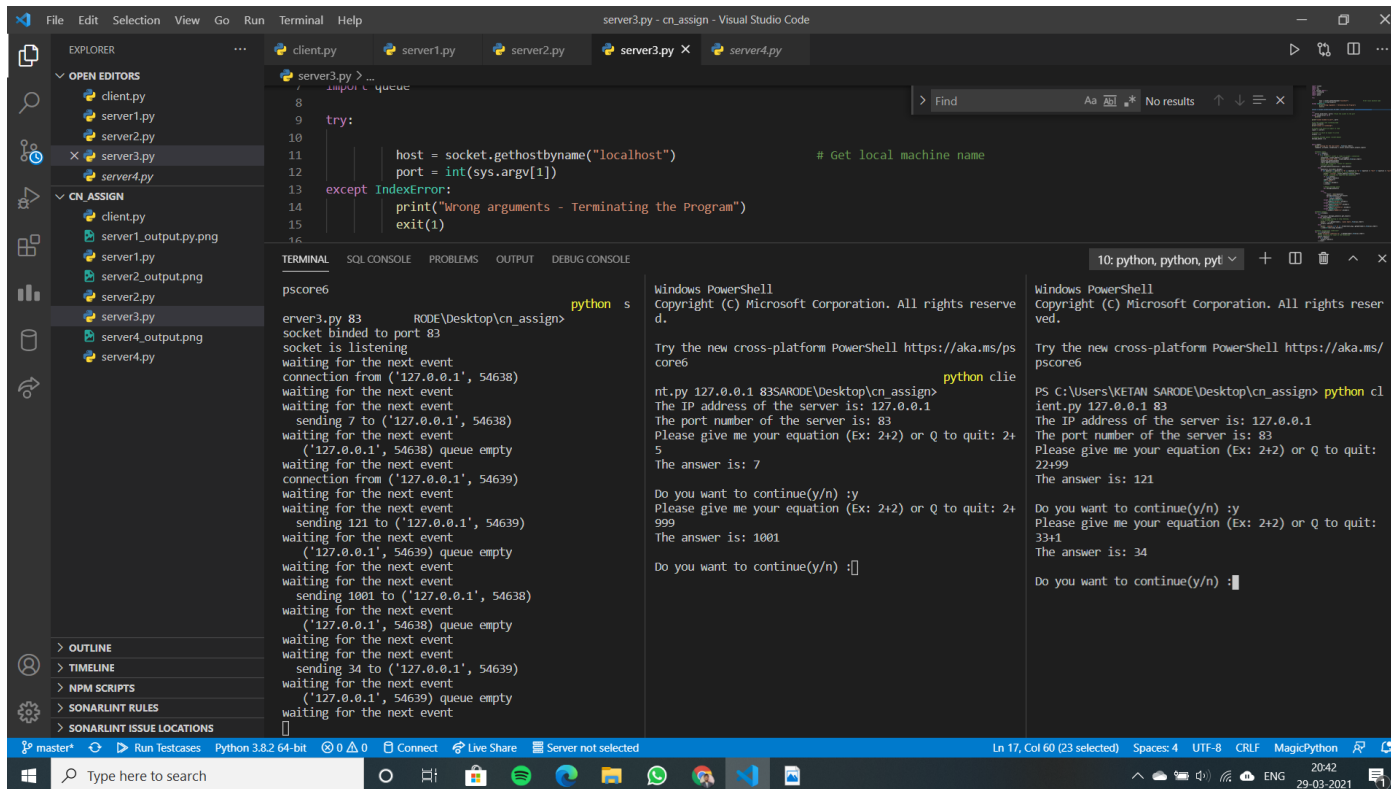 File Edit Selection View Go Run Terminal Help
server3.py - cn_assign - Visual Studio Code
EXPLORER
OPEN EDITORS
client.py
server1.py
server2.py
server3.py
server4.py
CN_ASSIGN
client.py
server1_output.py.png
server1.py
server2_output.png
server2.py
server3.py
server4_output.png
server4.py
OUTLINE
TIMELINE
NPM SCRIPTS
SONARLINT RULES
SONARLINT ISSUE LOCATIONS
client.py server1.py server2.py server3.py server4.py
server3.py > ...
7 import queue
8
9 try:
10
11 host = socket.gethostbyname("localhost") # Get local machine name
12 port = int(sys.argv[1])
13 except IndexError:
14 print("Wrong arguments - Terminating the Program")
15 exit(1)
16
Find Aa Abl .* No results
TERMINAL SQL CONSOLE PROBLEMS OUTPUT DEBUG CONSOLE
10: python, python, pyt
pscore6
python s
erver3.py 83 RODE\Desktop\cn_assign>
socket binded to port 83
socket is listening
waiting for the next event
connection from ('127.0.0.1', 54638)
waiting for the next event
waiting for the next event
sending 7 to ('127.0.0.1', 54638)
waiting for the next event
('127.0.0.1', 54638) queue empty
waiting for the next event
connection from ('127.0.0.1', 54639)
waiting for the next event
waiting for the next event
sending 121 to ('127.0.0.1', 54639)
waiting for the next event
('127.0.0.1', 54639) queue empty
waiting for the next event
waiting for the next event
sending 1001 to ('127.0.0.1', 54638)
waiting for the next event
('127.0.0.1', 54638) queue empty
waiting for the next event
waiting for the next event
sending 34 to ('127.0.0.1', 54639)
waiting for the next event
('127.0.0.1', 54639) queue empty
waiting for the next event
Windows PowerShell
Copyright (C) Microsoft Corporation. All rights reserve
d.
Try the new cross-platform PowerShell https://aka.ms/ps
core6
python clie
nt.py 127.0.0.1 83SARODE\Desktop\cn_assign>
The IP address of the server is: 127.0.0.1
The port number of the server is: 83
Please give me your equation (Ex: 2+2) or Q to quit: 2+
5
The answer is: 7
Do you want to continue(y/n) :y
Please give me your equation (Ex: 2+2) or Q to quit: 2+
999
The answer is: 1001
Do you want to continue(y/n) :
Windows PowerShell
Copyright (C) Microsoft Corporation. All rights reser
ved.
Try the new cross-platform PowerShell https://aka.ms/
pscore6
PS C:\Users\KETAN SARODE\Desktop\cn_assign> python cl
ient.py 127.0.0.1 83
The IP address of the server is: 127.0.0.1
The port number of the server is: 83
Please give me your equation (Ex: 2+2) or Q to quit:
22+99
The answer is: 121
Do you want to continue(y/n) :y
Please give me your equation (Ex: 2+2) or Q to quit:
33+1
The answer is: 34
Do you want to continue(y/n) :
master* Run Testcases Python 3.8.2 64-bit 0 0 Connect Live Share Server not selected
Ln 17, Col 60 (23 selected) Spaces: 4 UTF-8 CRLF MagicPython
Type here to search
ENG
20:42
29-03-2021
1